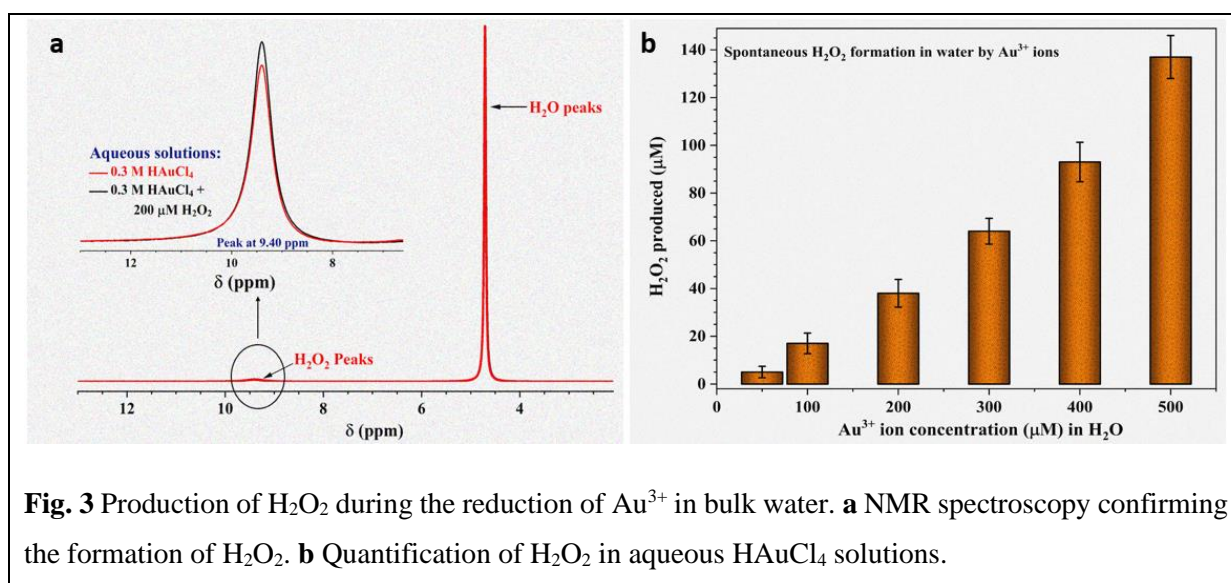 a
Aqueous solutions:
0.3 M HAuCl₄
0.3 M HAuCl₄ +
200 μM H₂O₂
Peak at 9.40 ppm
12 10 8
δ (ppm)
H₂O peaks
H₂O₂ Peaks
12 10 8 6 4
δ (ppm)
b
Spontaneous H₂O₂ formation in water by Au³⁺ ions
H₂O₂ produced (μM)
140
120
100
80
60
40
20
0
0 100 200 300 400 500
Au³⁺ ion concentration (μM) in H₂O
Fig. 3 Production of H₂O₂ during the reduction of Au³⁺ in bulk water. a NMR spectroscopy confirming
the formation of H₂O₂. b Quantification of H₂O₂ in aqueous HAuCl₄ solutions.